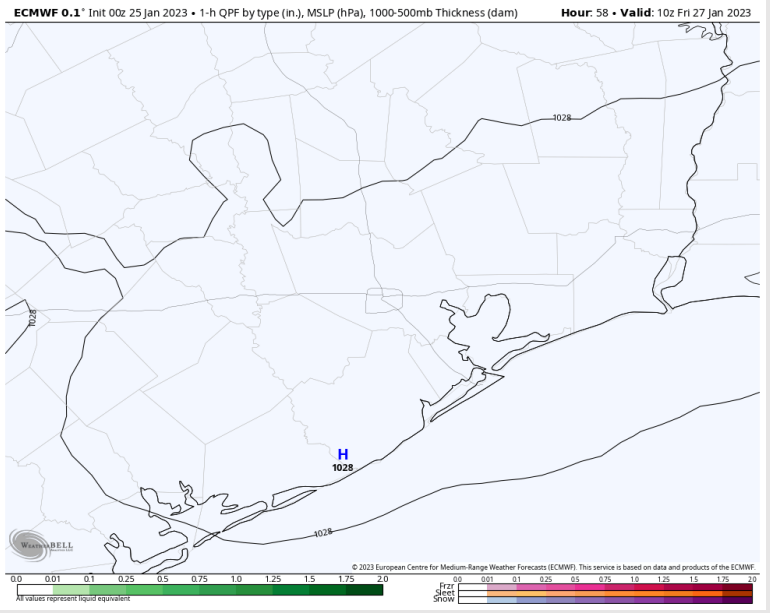 ECMWF 0.1° Init 00z 25 Jan 2023 • 1-h QPF by type (in.), MSLP (hPa), 1000-500mb Thickness (dam)
Hour: 58 • Valid: 10z Fri 27 Jan 2023
1028
1028
H
1028
1028
WEATHERBELL
© 2023 European Centre for Medium-Range Weather Forecasts (ECMWF). This service is based on data and products of the ECMWF.
0.0 0.01 0.1 0.25 0.5 0.75 1.0 1.25 1.5 1.75 2.0
All values represent liquid equivalent
0.0 0.01 0.1 0.25 0.5 0.75 1.0 1.25 1.5 1.75 2.0
Frzr
Sleet
Snow